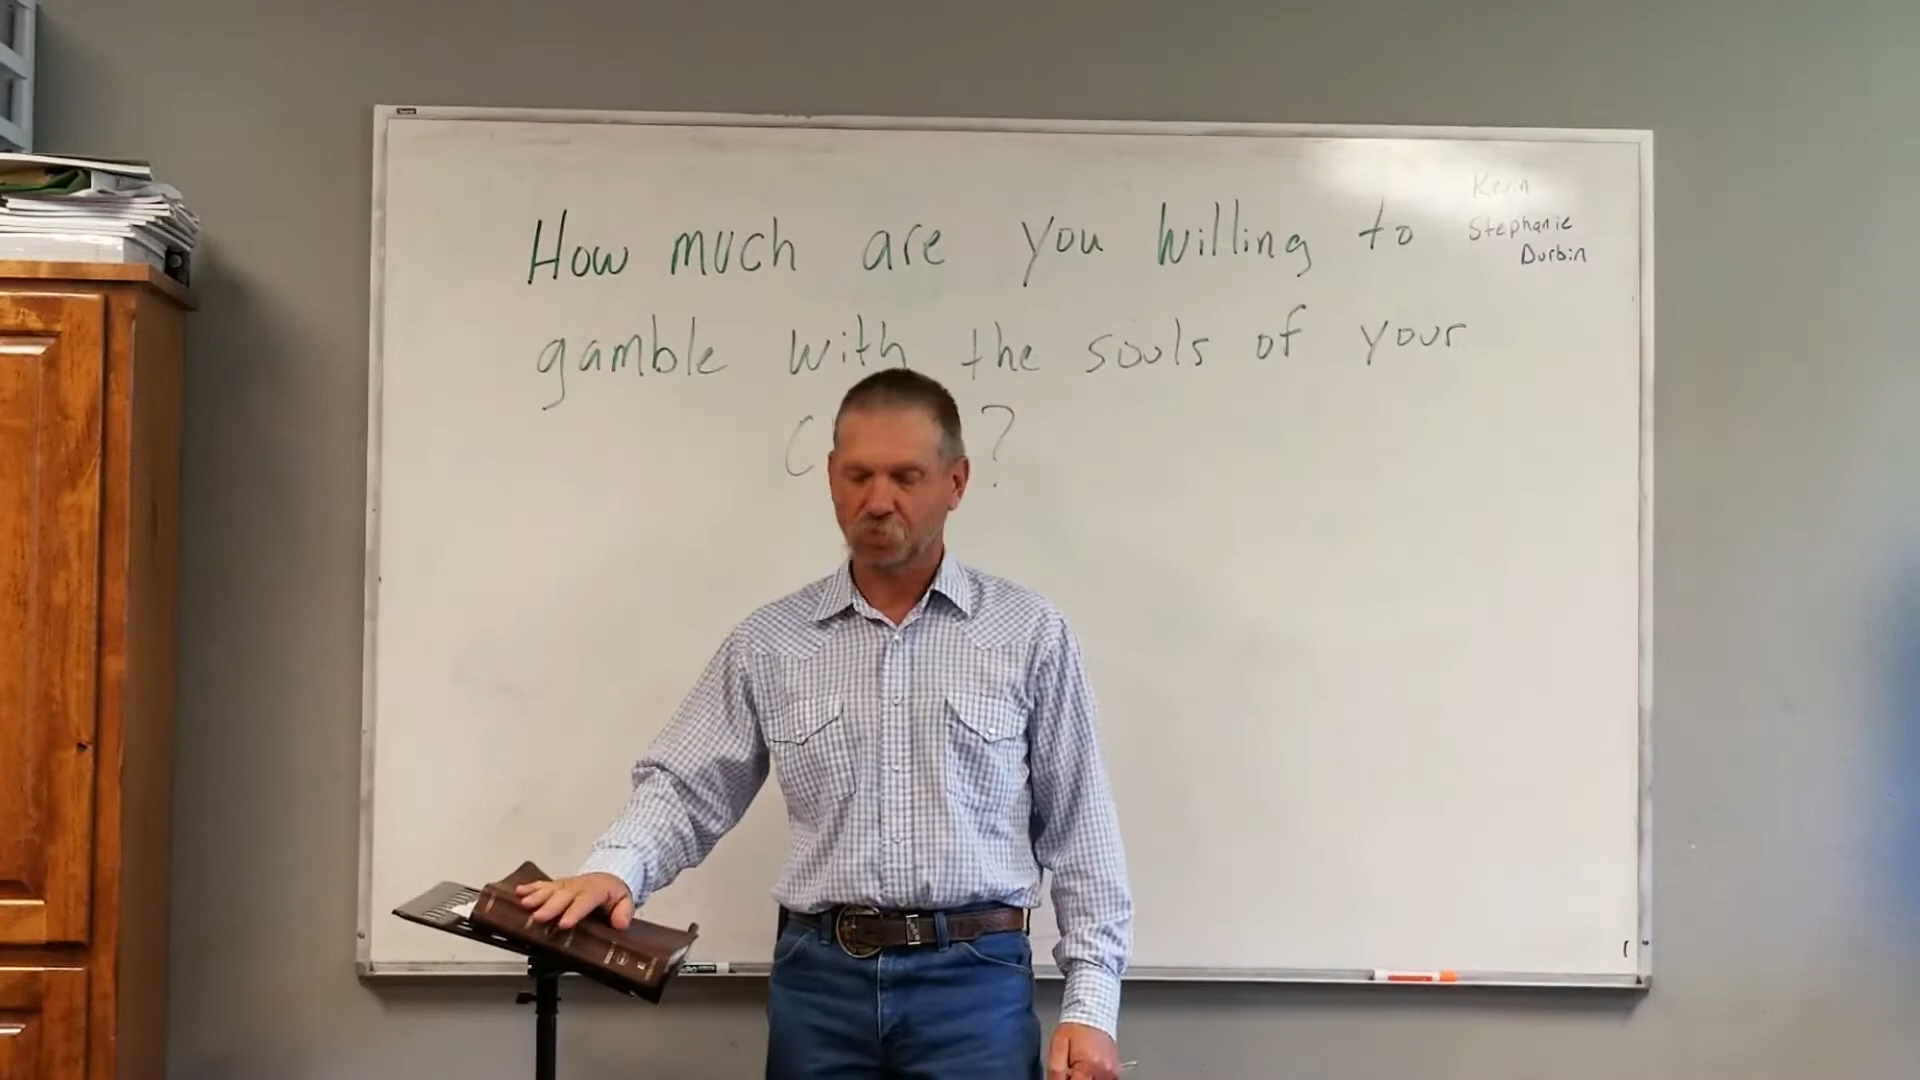 How much are you willing to
gamble with the souls of your
?
Kevin
Stephanie
Durbin